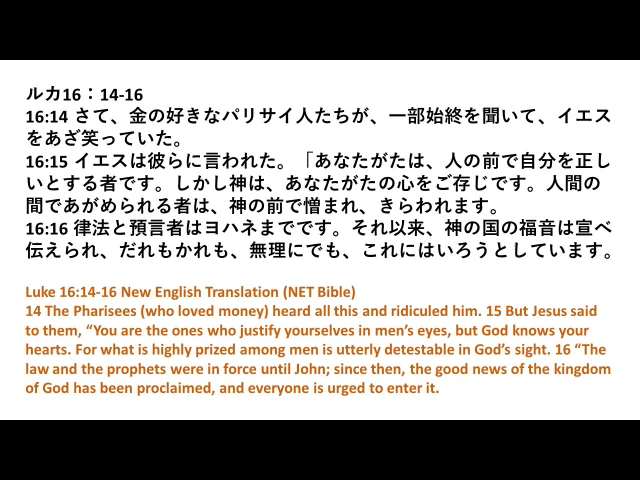 ルカ16：14-16
16:14 さて、金の好きなパリサイ人たちが、一部始終を聞いて、イエス
をあざ笑っていた。
16:15 イエスは彼らに言われた。「あなたがたは、人の前で自分を正し
いとする者です。しかし神は、あなたがたの心をご存じです。人間の
間であがめられる者は、神の前で憎まれ、きらわれます。
16:16 律法と預言者はヨハネまでです。それ以来、神の国の福音は宣べ
伝えられ、だれもかれも、無理にでも、これにはいろうとしています。
Luke 16:14-16 New English Translation (NET Bible)
14 The Pharisees (who loved money) heard all this and ridiculed him. 15 But Jesus said
to them, “You are the ones who justify yourselves in men’s eyes, but God knows your
hearts. For what is highly prized among men is utterly detestable in God’s sight. 16 “The
law and the prophets were in force until John; since then, the good news of the kingdom
of God has been proclaimed, and everyone is urged to enter it.